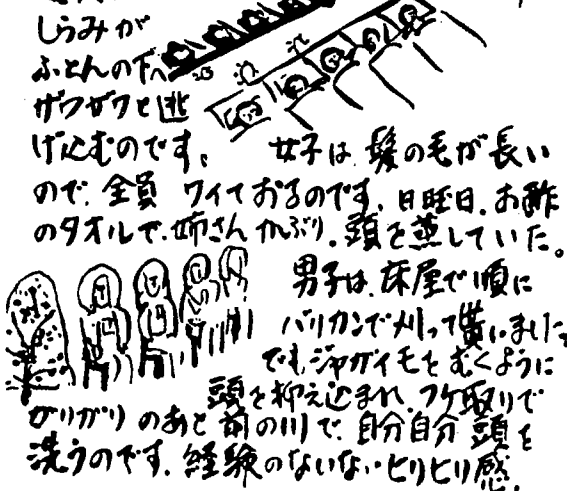 しらみが
ふとんの下へ
ザワザワと逃
げ込むのです。 女子は、髪の毛が長い
ので、全員 ワイておるのです。日曜日、お酢
のタオルで、姉さんかぶり。頭を蒸していた。
男子は、床屋で順に
バリカンで刈って貰いました。
でも、ジャガイモをむくように
頭を抑え込まれ、フケ取りで
がりがり のあと 前の川で、自分自分 頭を
洗うのです。経験のないないヒリヒリ感。